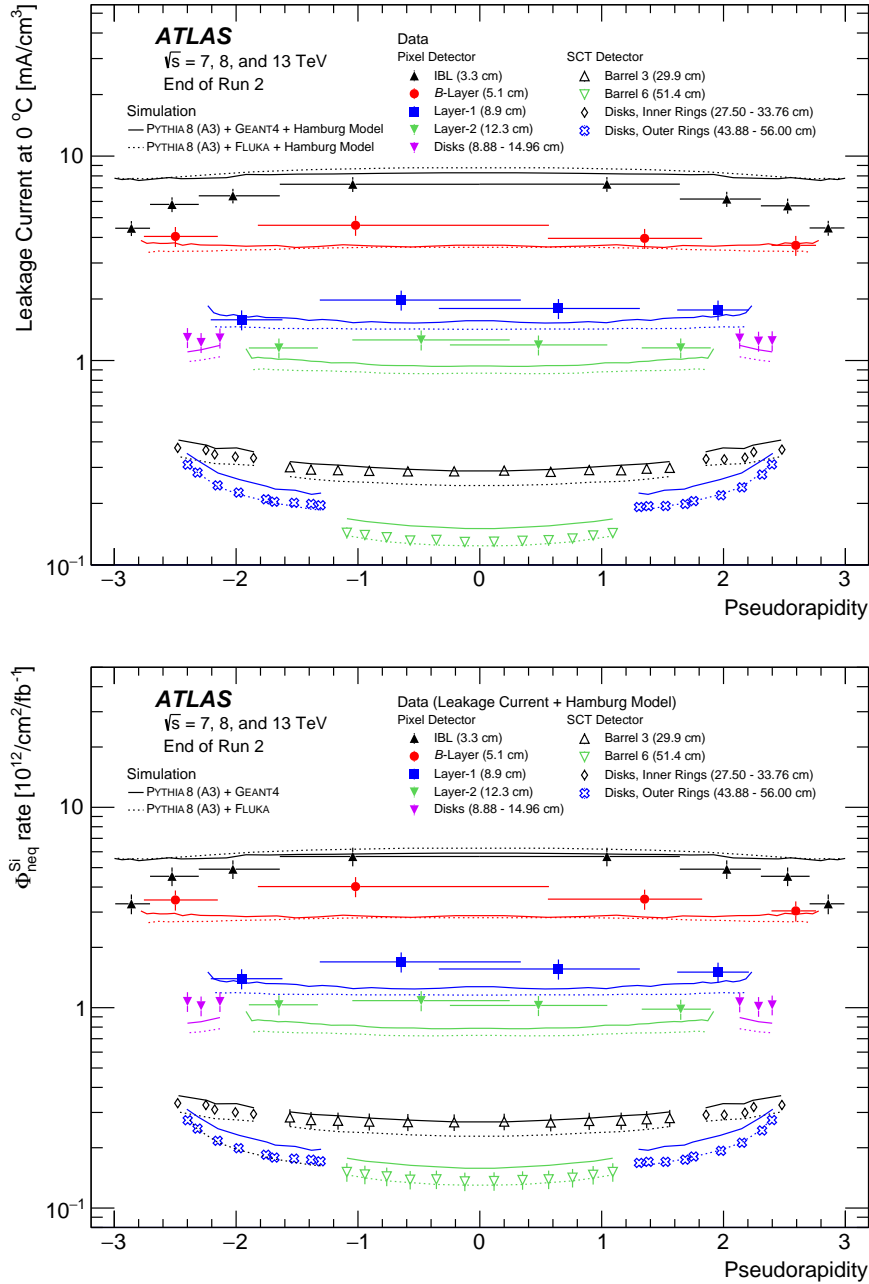 ATLAS
√s = 7, 8, and 13 TeV
End of Run 2
Simulation
PYTHIA 8 (A3) + GEANT4 + Hamburg Model
PYTHIA 8 (A3) + FLUKA + Hamburg Model
Data
Pixel Detector
IBL (3.3 cm)
B-Layer (5.1 cm)
Layer-1 (8.9 cm)
Layer-2 (12.3 cm)
Disks (8.88 - 14.96 cm)
SCT Detector
Barrel 3 (29.9 cm)
Barrel 6 (51.4 cm)
Disks, Inner Rings (27.50 - 33.76 cm)
Disks, Outer Rings (43.88 - 56.00 cm)
Leakage Current at 0 °C [mA/cm³]
10
1
10⁻¹
−3 −2 −1 0 1 2 3
Pseudorapidity
ATLAS
√s = 7, 8, and 13 TeV
End of Run 2
Simulation
PYTHIA 8 (A3) + GEANT4
PYTHIA 8 (A3) + FLUKA
Data (Leakage Current + Hamburg Model)
Pixel Detector
IBL (3.3 cm)
B-Layer (5.1 cm)
Layer-1 (8.9 cm)
Layer-2 (12.3 cm)
Disks (8.88 - 14.96 cm)
SCT Detector
Barrel 3 (29.9 cm)
Barrel 6 (51.4 cm)
Disks, Inner Rings (27.50 - 33.76 cm)
Disks, Outer Rings (43.88 - 56.00 cm)
Φ^Si_neq rate [10¹²/cm²/fb⁻¹]
10
1
10⁻¹
−3 −2 −1 0 1 2 3
Pseudorapidity